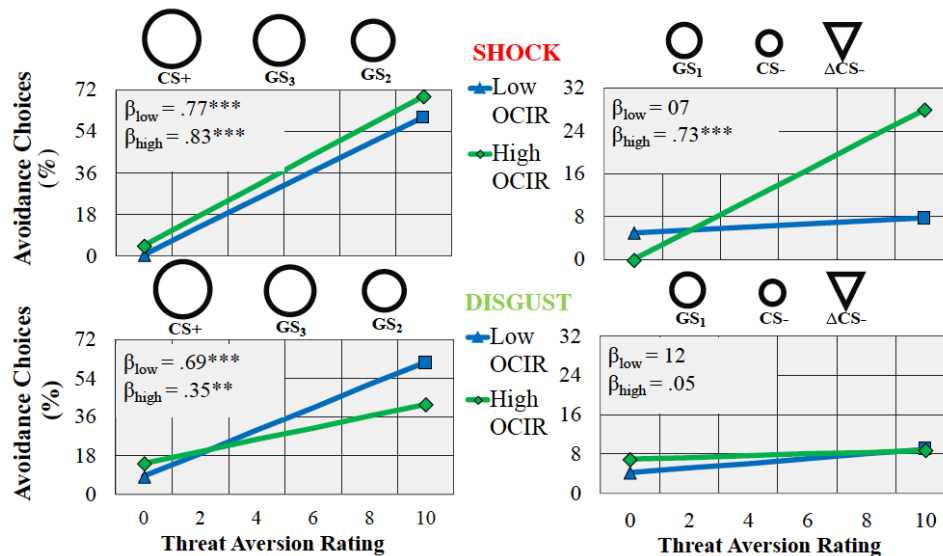 CS+ GS3 GS2
SHOCK
GS1 CS- ΔCS-
Avoidance Choices
(%)
72
54
36
18
0
βlow = .77***
βhigh = .83***
Low
OCIR
High
OCIR
32
24
16
8
0
βlow = 07
βhigh = .73***
CS+ GS3 GS2
DISGUST
GS1 CS- ΔCS-
Avoidance Choices
(%)
72
54
36
18
0
βlow = .69***
βhigh = .35**
Low
OCIR
High
OCIR
32
24
16
8
0
βlow = 12
βhigh = .05
0 2 4 6 8 10
Threat Aversion Rating
0 2 4 6 8 10
Threat Aversion Rating